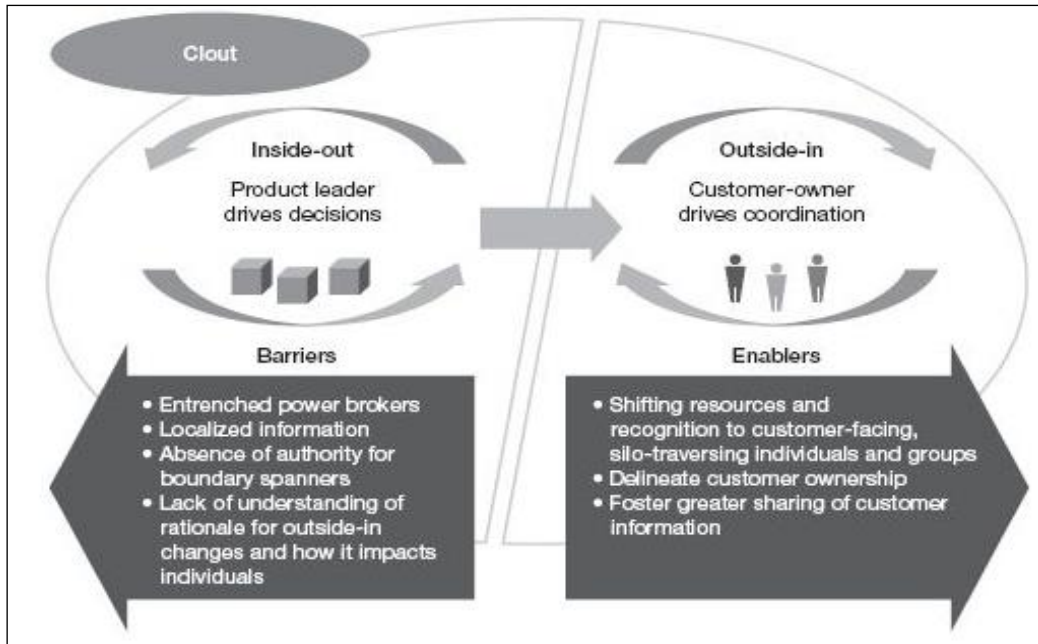 Clout
Inside-out
Product leader
drives decisions
Outside-in
Customer-owner
drives coordination
Barriers
• Entrenched power brokers
• Localized information
• Absence of authority for
boundary spanners
• Lack of understanding of
rationale for outside-in
changes and how it impacts
individuals
Enablers
• Shifting resources and
recognition to customer-facing,
silo-traversing individuals and groups
• Delineate customer ownership
• Foster greater sharing of customer
information